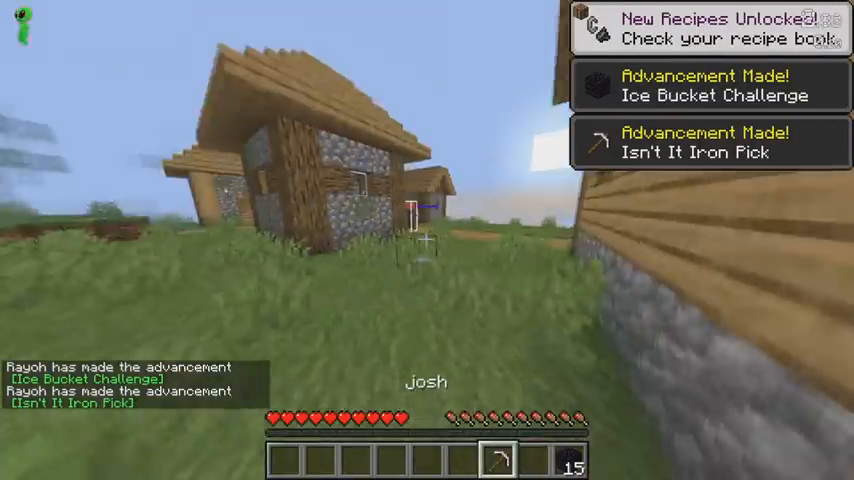 New Recipes Unlocked!
Check your recipe book
Advancement Made!
Ice Bucket Challenge
Advancement Made!
Isn't It Iron Pick
Rayoh has made the advancement
[Ice Bucket Challenge]
Rayoh has made the advancement
[Isn't It Iron Pick]
josh
15